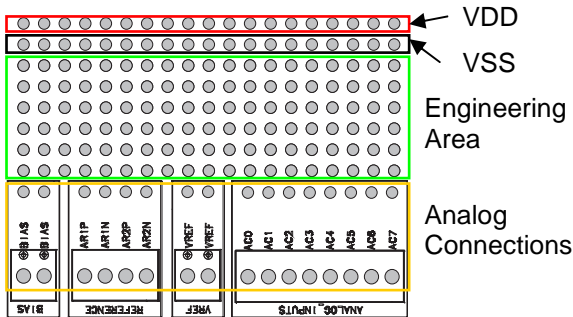 VDD
VSS
Engineering
Area
Analog
Connections
⊕BIAS
⊕BIAS
AR1P
AR1N
AR2P
AR2N
⊕VREF
⊕VREF
AC0
AC1
AC2
AC3
AC4
AC5
AC6
AC7
BIAS
REFERENCE
VREF
ANALOG_INPUTS